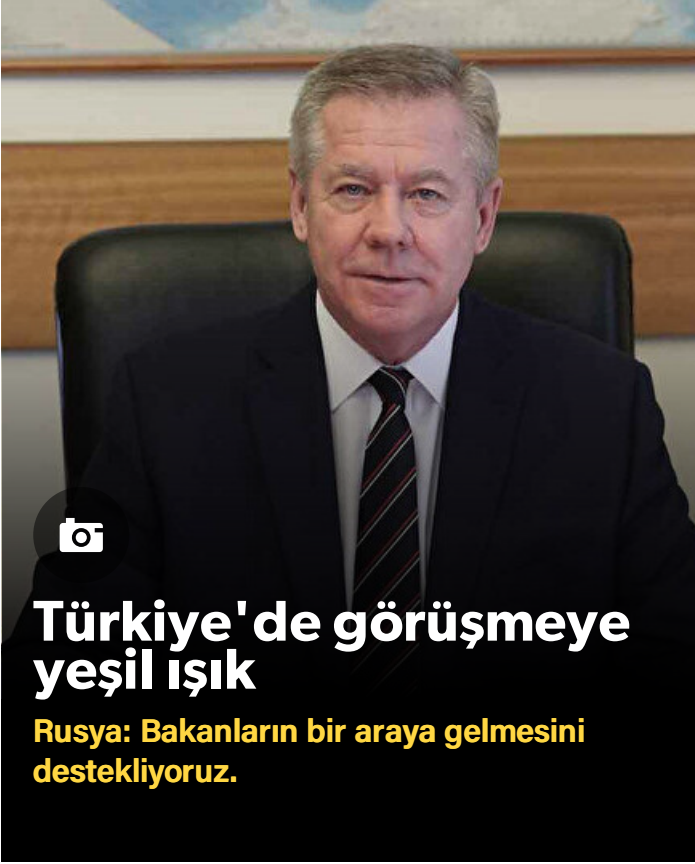 Türkiye'de görüşmeye
yeşil ışık
Rusya: Bakanların bir araya gelmesini
destekliyoruz.